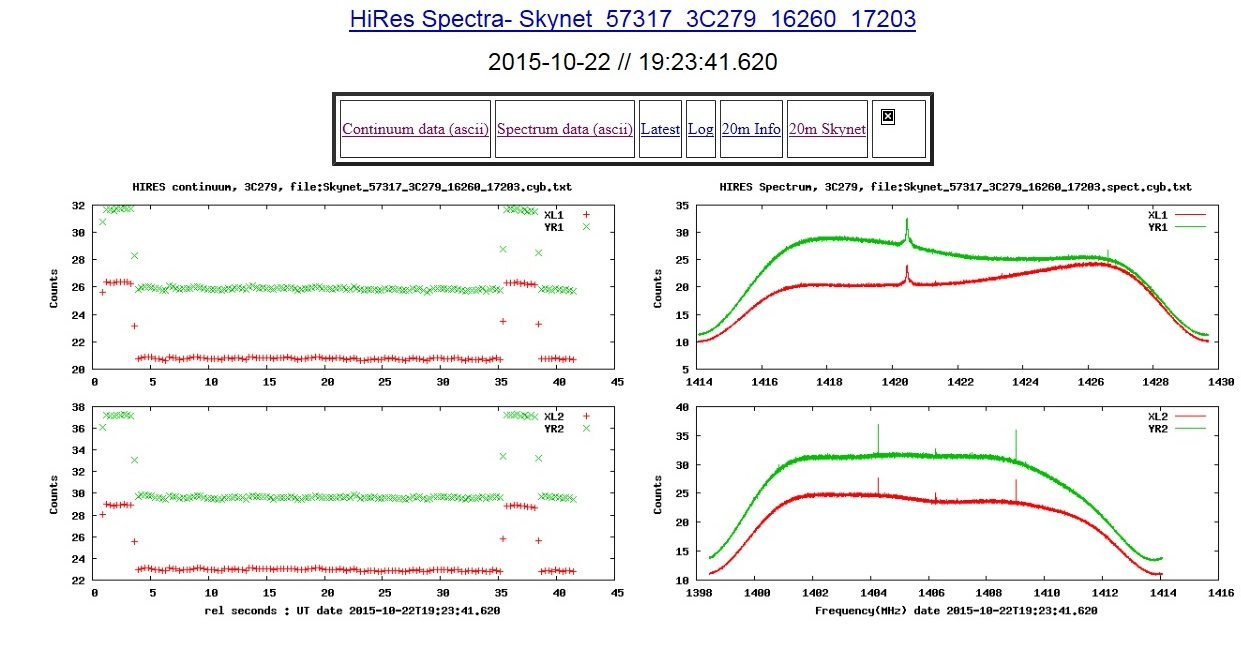 HiRes Spectra- Skynet_57317_3C279_16260_17203
2015-10-22 // 19:23:41.620
Continuum data (ascii) Spectrum data (ascii) Latest Log 20m Info 20m Skynet
HIRES continuum, 3C279, file:Skynet_57317_3C279_16260_17203.cyb.txt
32
30
28
26
24
22
20
Counts
XL1
YR1
0 5 10 15 20 25 30 35 40 45
HIRES Spectrum, 3C279, file:Skynet_57317_3C279_16260_17203.spect.cyb.txt
35
30
25
20
15
10
5
Counts
XL1
YR1
1414 1416 1418 1420 1422 1424 1426 1428 1430
38
36
34
32
30
28
26
24
22
Counts
XL2
YR2
0 5 10 15 20 25 30 35 40 45
rel seconds : UT date 2015-10-22T19:23:41.620
40
35
30
25
20
15
10
Counts
XL2
YR2
1398 1400 1402 1404 1406 1408 1410 1412 1414 1416
Frequency(MHz) date 2015-10-22T19:23:41.620